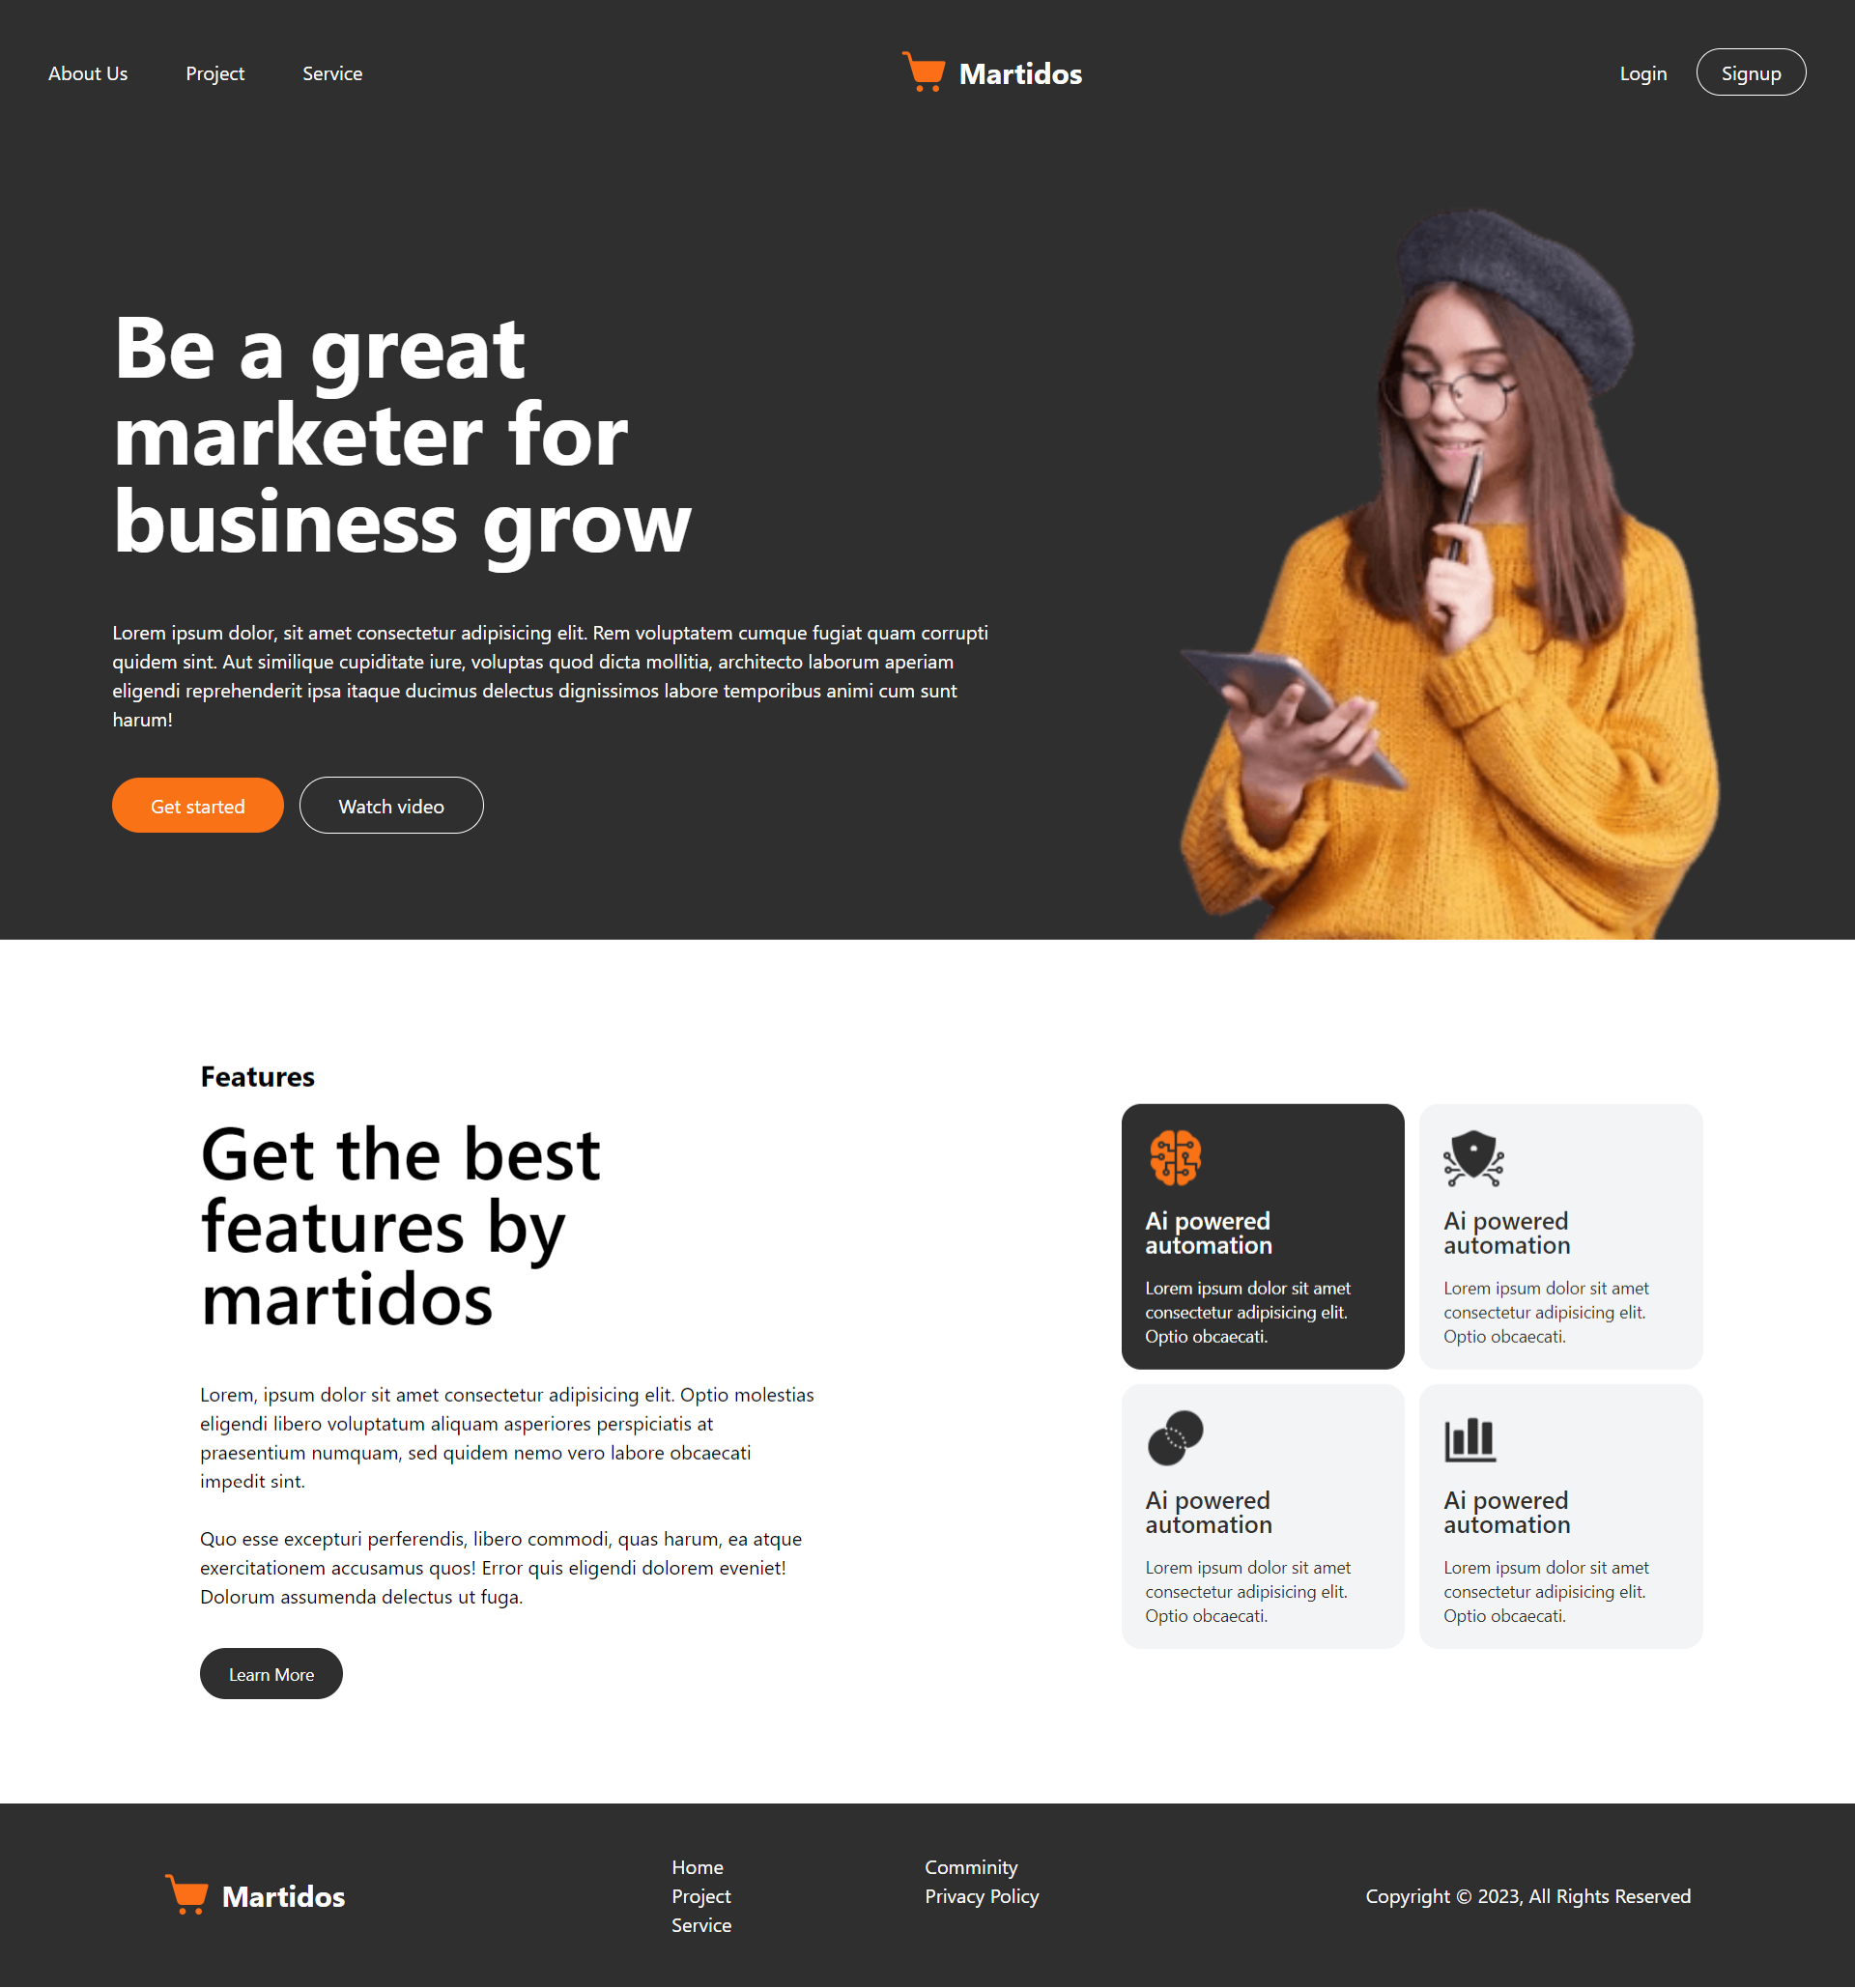 About Us Project Service Martidos Login Signup
Be a great
marketer for
business grow
Lorem ipsum dolor, sit amet consectetur adipisicing elit. Rem voluptatem cumque fugiat quam corrupti
quidem sint. Aut similique cupiditate iure, voluptas quod dicta mollitia, architecto laborum aperiam
eligendi reprehenderit ipsa itaque ducimus delectus dignissimos labore temporibus animi cum sunt
harum!
Get started Watch video
Features
Get the best
features by
martidos
Lorem, ipsum dolor sit amet consectetur adipisicing elit. Optio molestias
eligendi libero voluptatum aliquam asperiores perspiciatis at
praesentium numquam, sed quidem nemo vero labore obcaecati
impedit sint.
Quo esse excepturi perferendis, libero commodi, quas harum, ea atque
exercitationem accusamus quos! Error quis eligendi dolorem eveniet!
Dolorum assumenda delectus ut fuga.
Learn More
Ai powered
automation
Lorem ipsum dolor sit amet
consectetur adipisicing elit.
Optio obcaecati.
Ai powered
automation
Lorem ipsum dolor sit amet
consectetur adipisicing elit.
Optio obcaecati.
Ai powered
automation
Lorem ipsum dolor sit amet
consectetur adipisicing elit.
Optio obcaecati.
Ai powered
automation
Lorem ipsum dolor sit amet
consectetur adipisicing elit.
Optio obcaecati.
Martidos
Home
Project
Service
Comminity
Privacy Policy
Copyright © 2023, All Rights Reserved